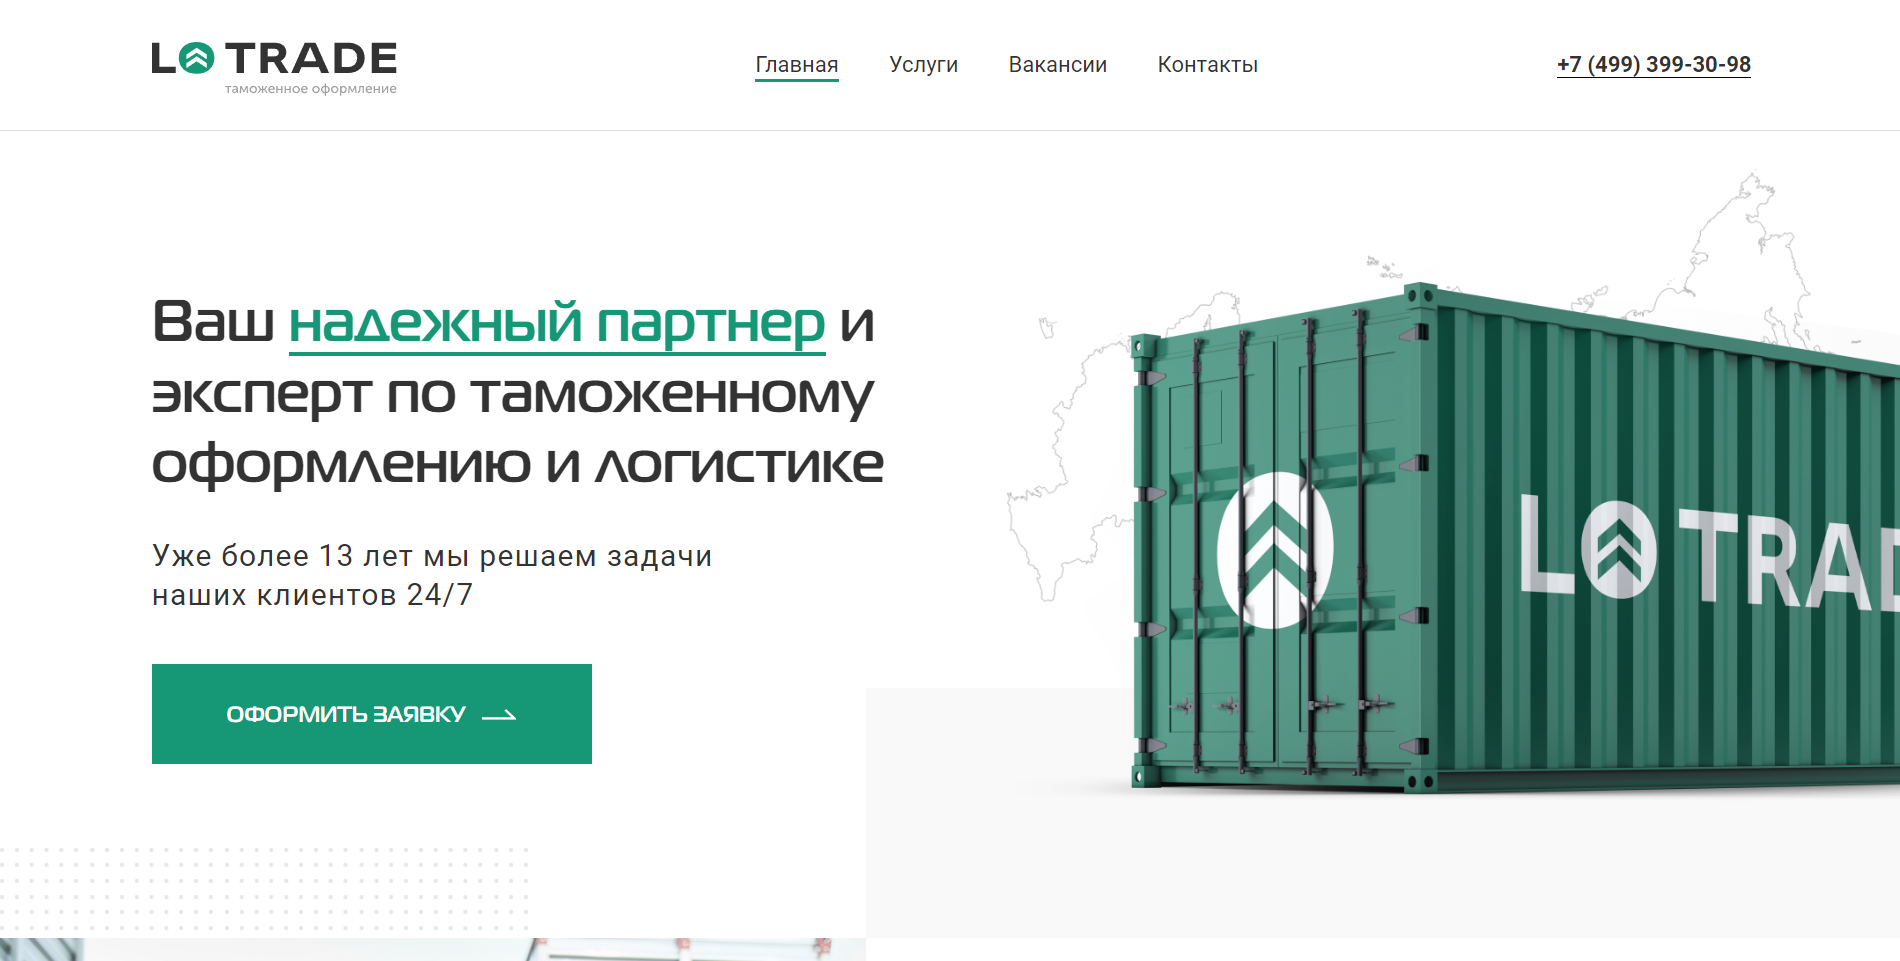 LO TRADE
таможенное оформление
Главная
Услуги
Вакансии
Контакты
+7 (499) 399-30-98
Ваш надежный партнер и
эксперт по таможенному
оформлению и логистике
Уже более 13 лет мы решаем задачи
наших клиентов 24/7
ОФОРМИТЬ ЗАЯВКУ
LO TRAD